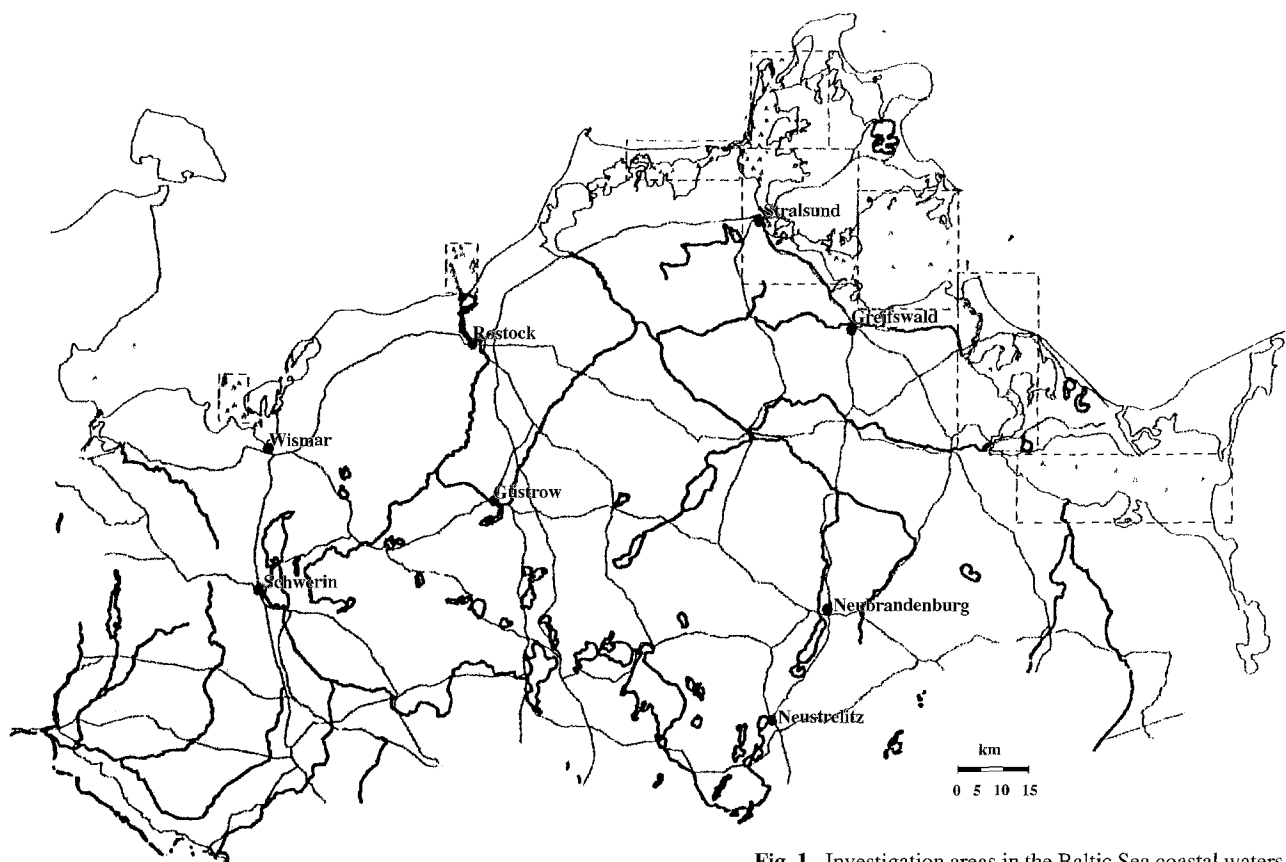 Stralsund
Greifswald
Rostock
Wismar
Güstrow
Schwerin
Neubrandenburg
Neustrelitz
km
0 5 10 15
Fig. 1. Investigation areas in the Baltic Sea coastal waters